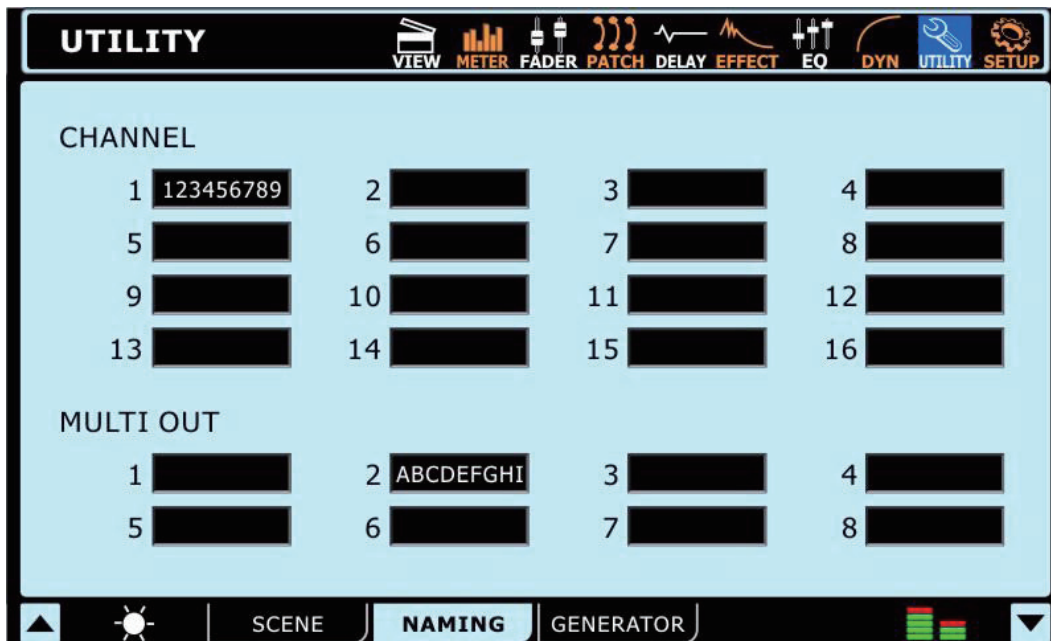 UTILITY
VIEW METER FADER PATCH DELAY EFFECT EQ DYN UTILITY SETUP
CHANNEL
1 123456789 2 3 4
5 6 7 8
9 10 11 12
13 14 15 16
MULTI OUT
1 2 ABCDEFGHI 3 4
5 6 7 8
SCENE NAMING GENERATOR